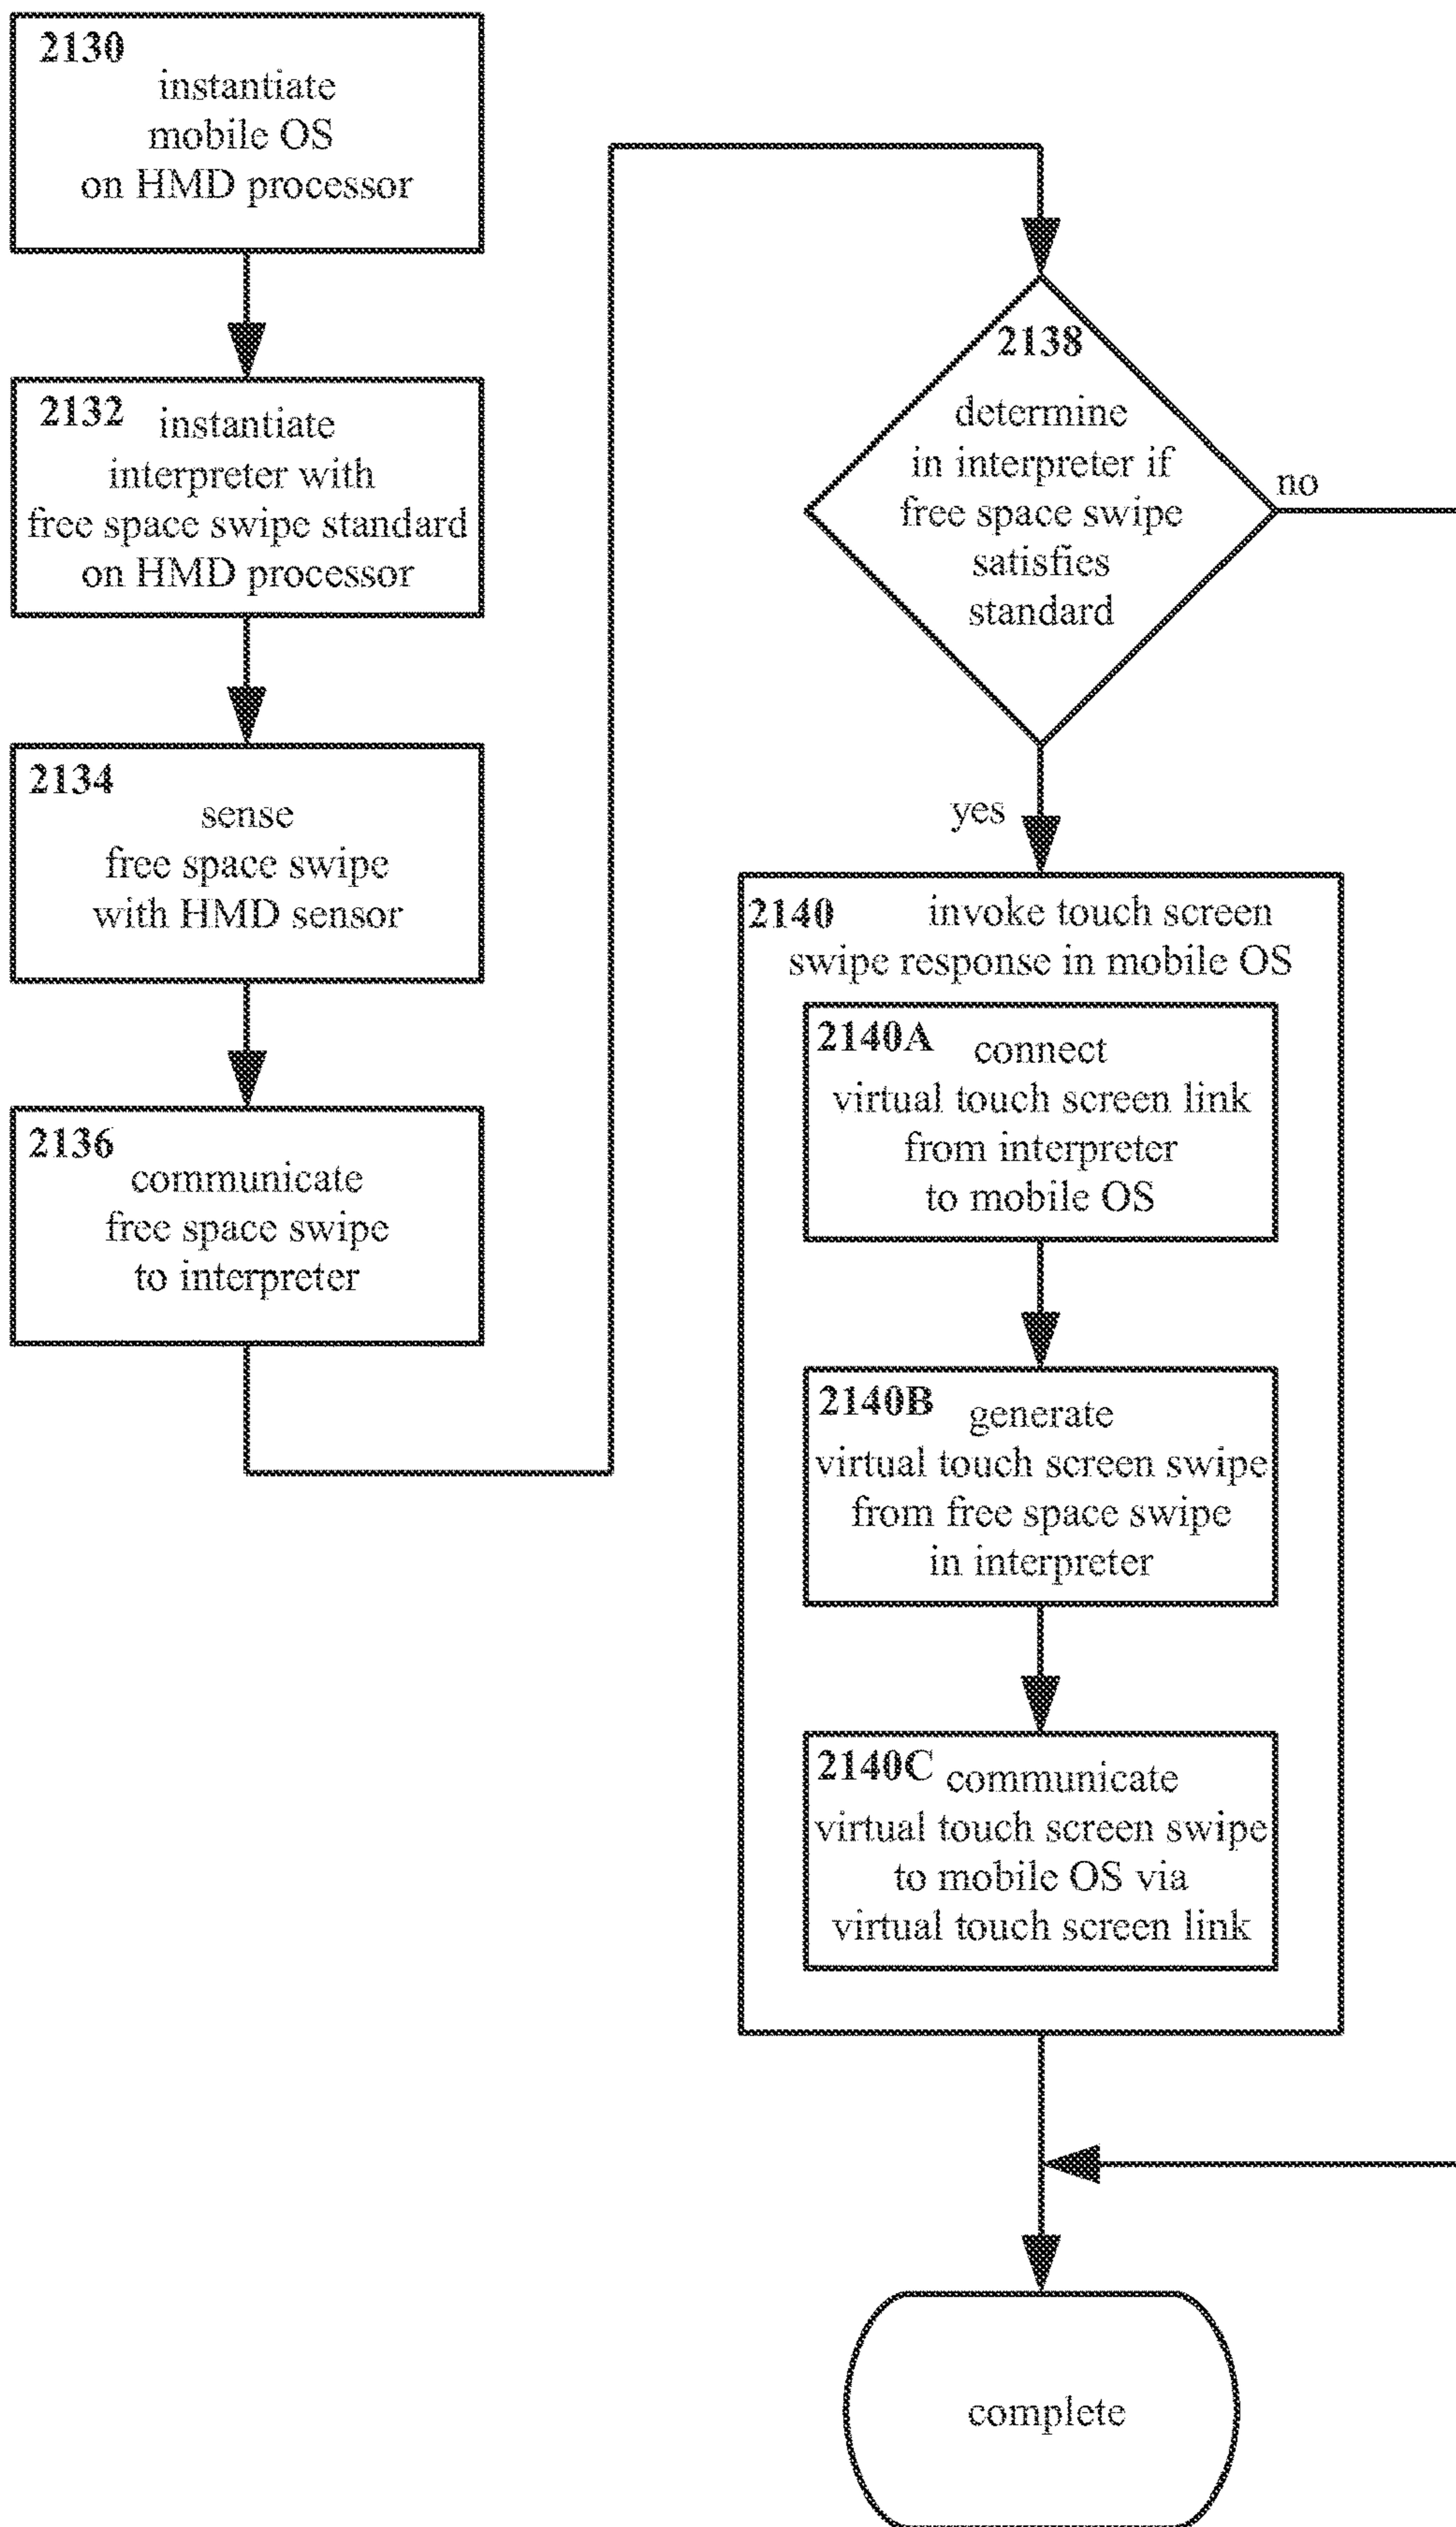 2130
instantiate
mobile OS
on HMD processor
2132 instantiate
interpreter with
free space swipe standard
on HMD processor
2134
sense
free space swipe
with HMD sensor
2136
communicate
free space swipe
to interpreter
2138
determine
in interpreter if
free space swipe
satisfies
standard
no
yes
2140 invoke touch screen
swipe response in mobile OS
2140A connect
virtual touch screen link
from interpreter
to mobile OS
2140B generate
virtual touch screen swipe
from free space swipe
in interpreter
2140C communicate
virtual touch screen swipe
to mobile OS via
virtual touch screen link
complete